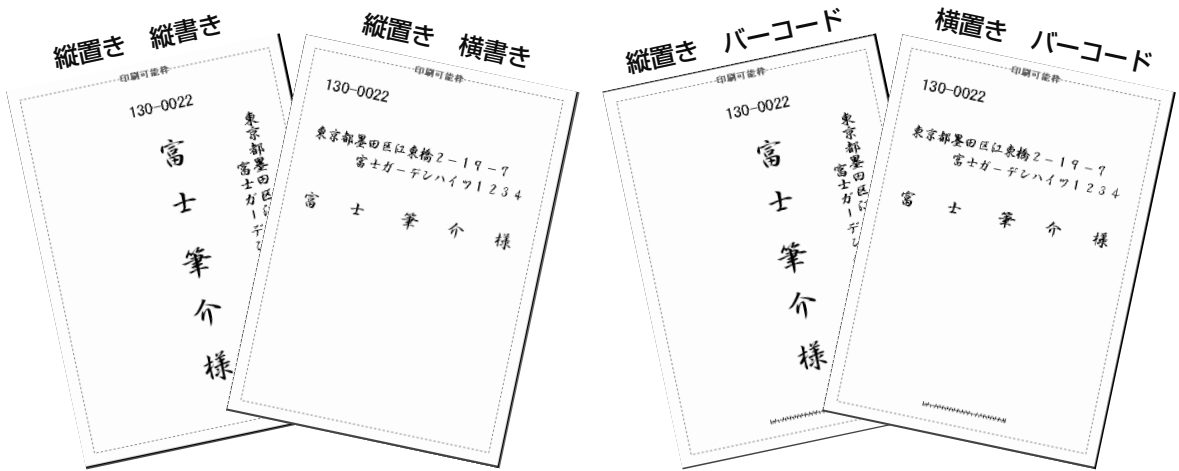 縦置き　縦書き
印刷可能枠
130-0022
東京都墨田区江
富士ガーデン
富士筆介様
縦置き　横書き
印刷可能枠
130-0022
東京都墨田区江東橋２－１９－７
富士ガーデンハイツ１２３４
富士筆介様
縦置き　バーコード
印刷可能枠
130-0022
東京都墨田区江
富士ガーデン
富士筆介様
横置き　バーコード
印刷可能枠
130-0022
東京都墨田区江東橋２－１９－７
富士ガーデンハイツ１２３４
富士筆介様